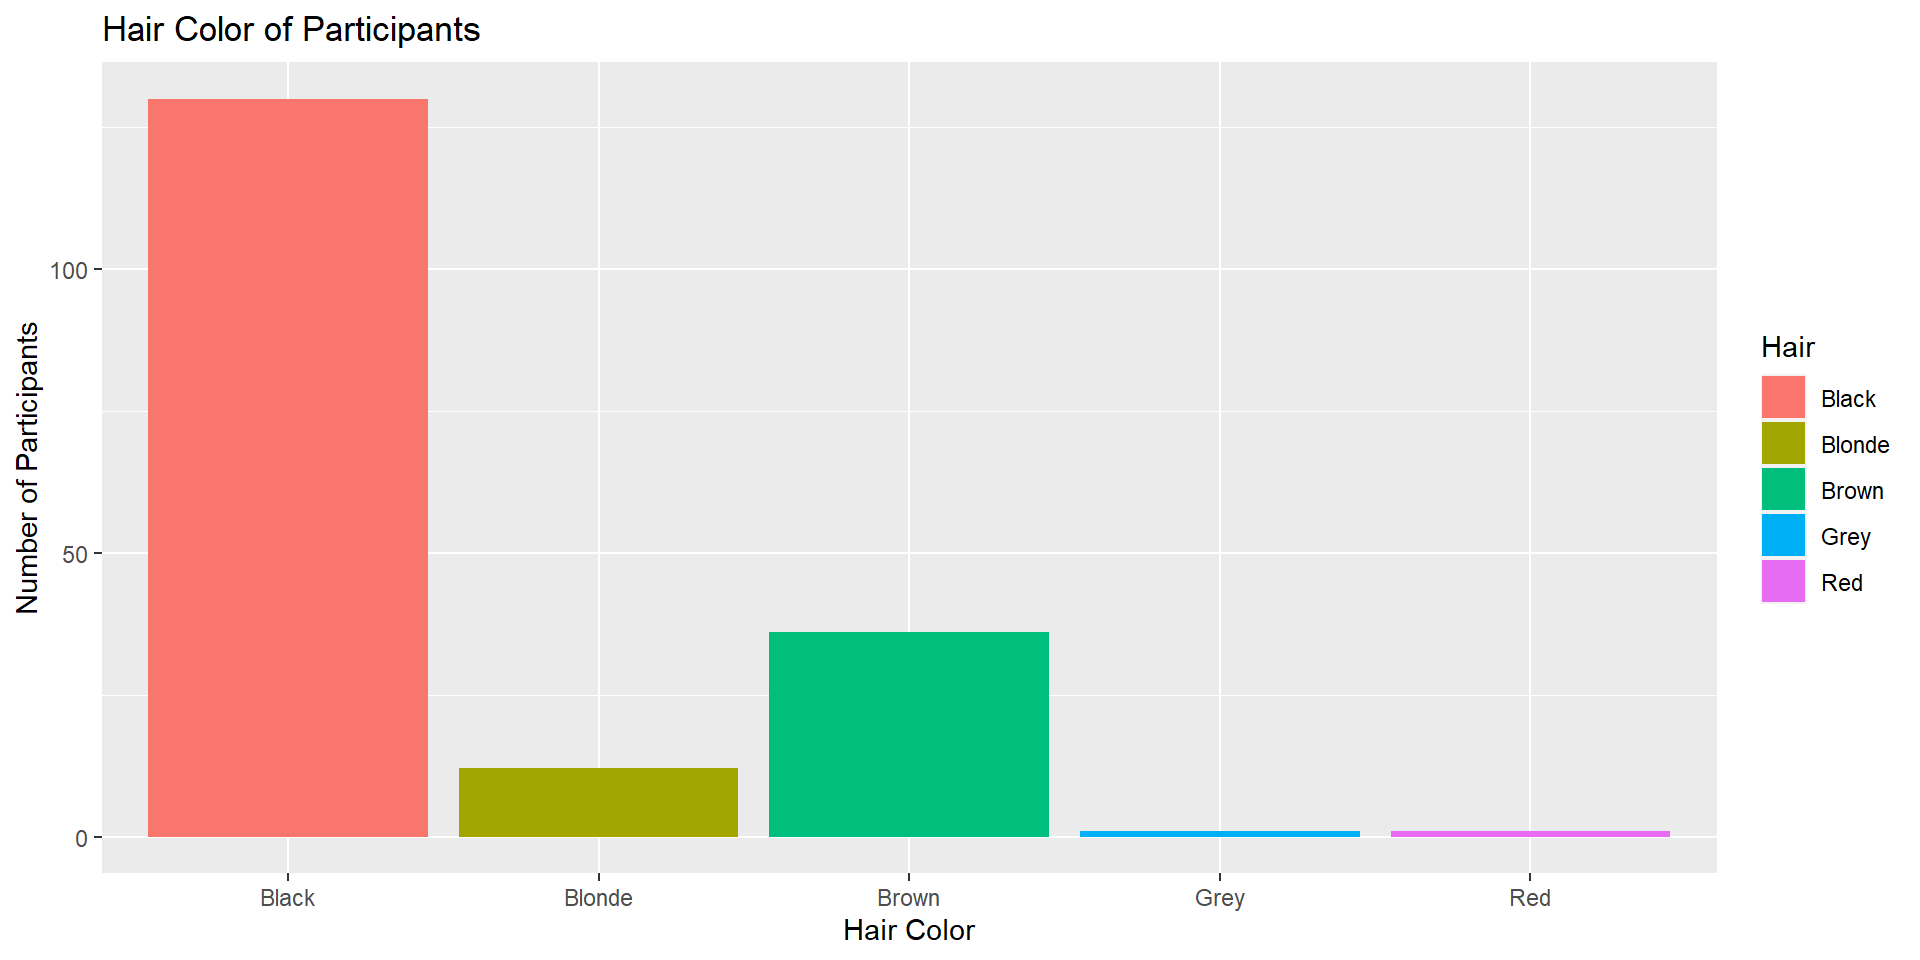 Hair Color of Participants
Number of Participants
100
50
0
Black
Blonde
Brown
Grey
Red
Hair Color
Hair
Black
Blonde
Brown
Grey
Red